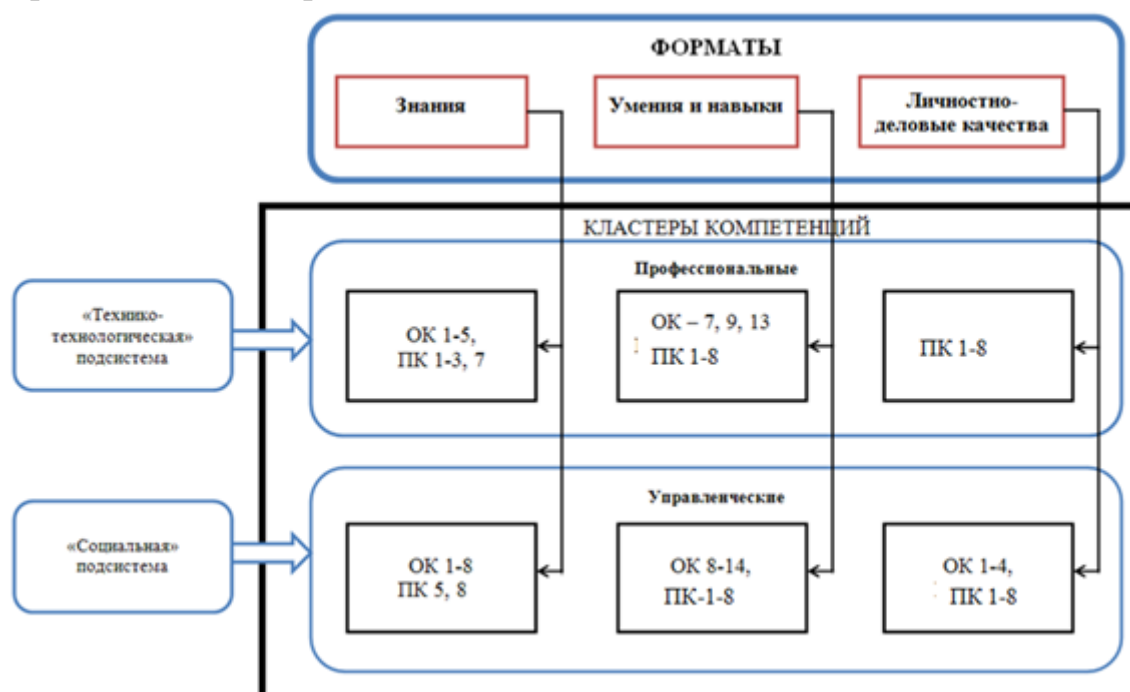 ФОРМАТЫ
Знания
Умения и навыки
Личностно-
деловые качества
КЛАСТЕРЫ КОМПЕТЕНЦИЙ
Профессиональные
«Технико-
технологическая»
подсистема
ОК 1-5,
ПК 1-3, 7
ОК – 7, 9, 13
ПК 1-8
ПК 1-8
Управленческие
«Социальная»
подсистема
ОК 1-8
ПК 5, 8
ОК 8-14,
ПК-1-8
ОК 1-4,
ПК 1-8